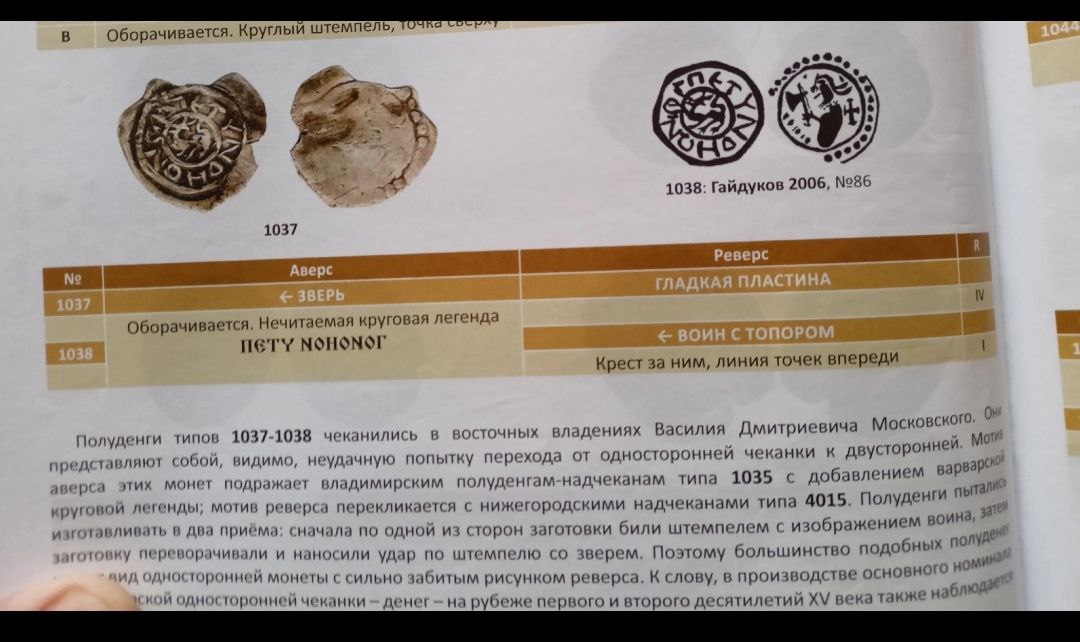 В Оборачивается. Круглый штемпель, точка сверху
1044
1037
1038: Гайдуков 2006, №86
№ Аверс Реверс R
1037 ← ЗВЕРЬ ГЛАДКАЯ ПЛАСТИНА
IV
Оборачивается. Нечитаемая круговая легенда
ПЄТУ NОНОNОГ
1038 ← ВОИН С ТОПОРОМ
Крест за ним, линия точек впереди I
Полуденги типов 1037-1038 чеканились в восточных владениях Василия Дмитриевича Московского. Они
представляют собой, видимо, неудачную попытку перехода от односторонней чеканки к двусторонней. Мотив
аверса этих монет подражает владимирским полуденгам-надчеканам типа 1035 с добавлением варварской
круговой легенды; мотив реверса перекликается с нижегородскими надчеканами типа 4015. Полуденги пытались
изготавливать в два приёма: сначала по одной из сторон заготовки били штемпелем с изображением воина, затем
заготовку переворачивали и наносили удар по штемпелю со зверем. Поэтому большинство подобных полуденег
вид односторонней монеты с сильно забитым рисунком реверса. К слову, в производстве основного номинала
односторонней чеканки – денег – на рубеже первого и второго десятилетий XV века также наблюдается